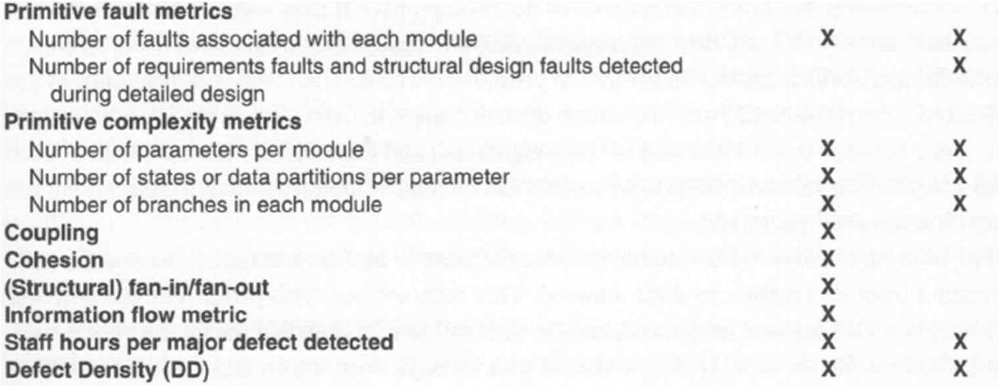 Primitive fault metrics
Number of faults associated with each module X X
Number of requirements faults and structural design faults detected X
during detailed design
Primitive complexity metrics
Number of parameters per module X X
Number of states or data partitions per parameter X X
Number of branches in each module X X
Coupling X
Cohesion X
(Structural) fan-in/fan-out X
Information flow metric X
Staff hours per major defect detected X X
Defect Density (DD) X X